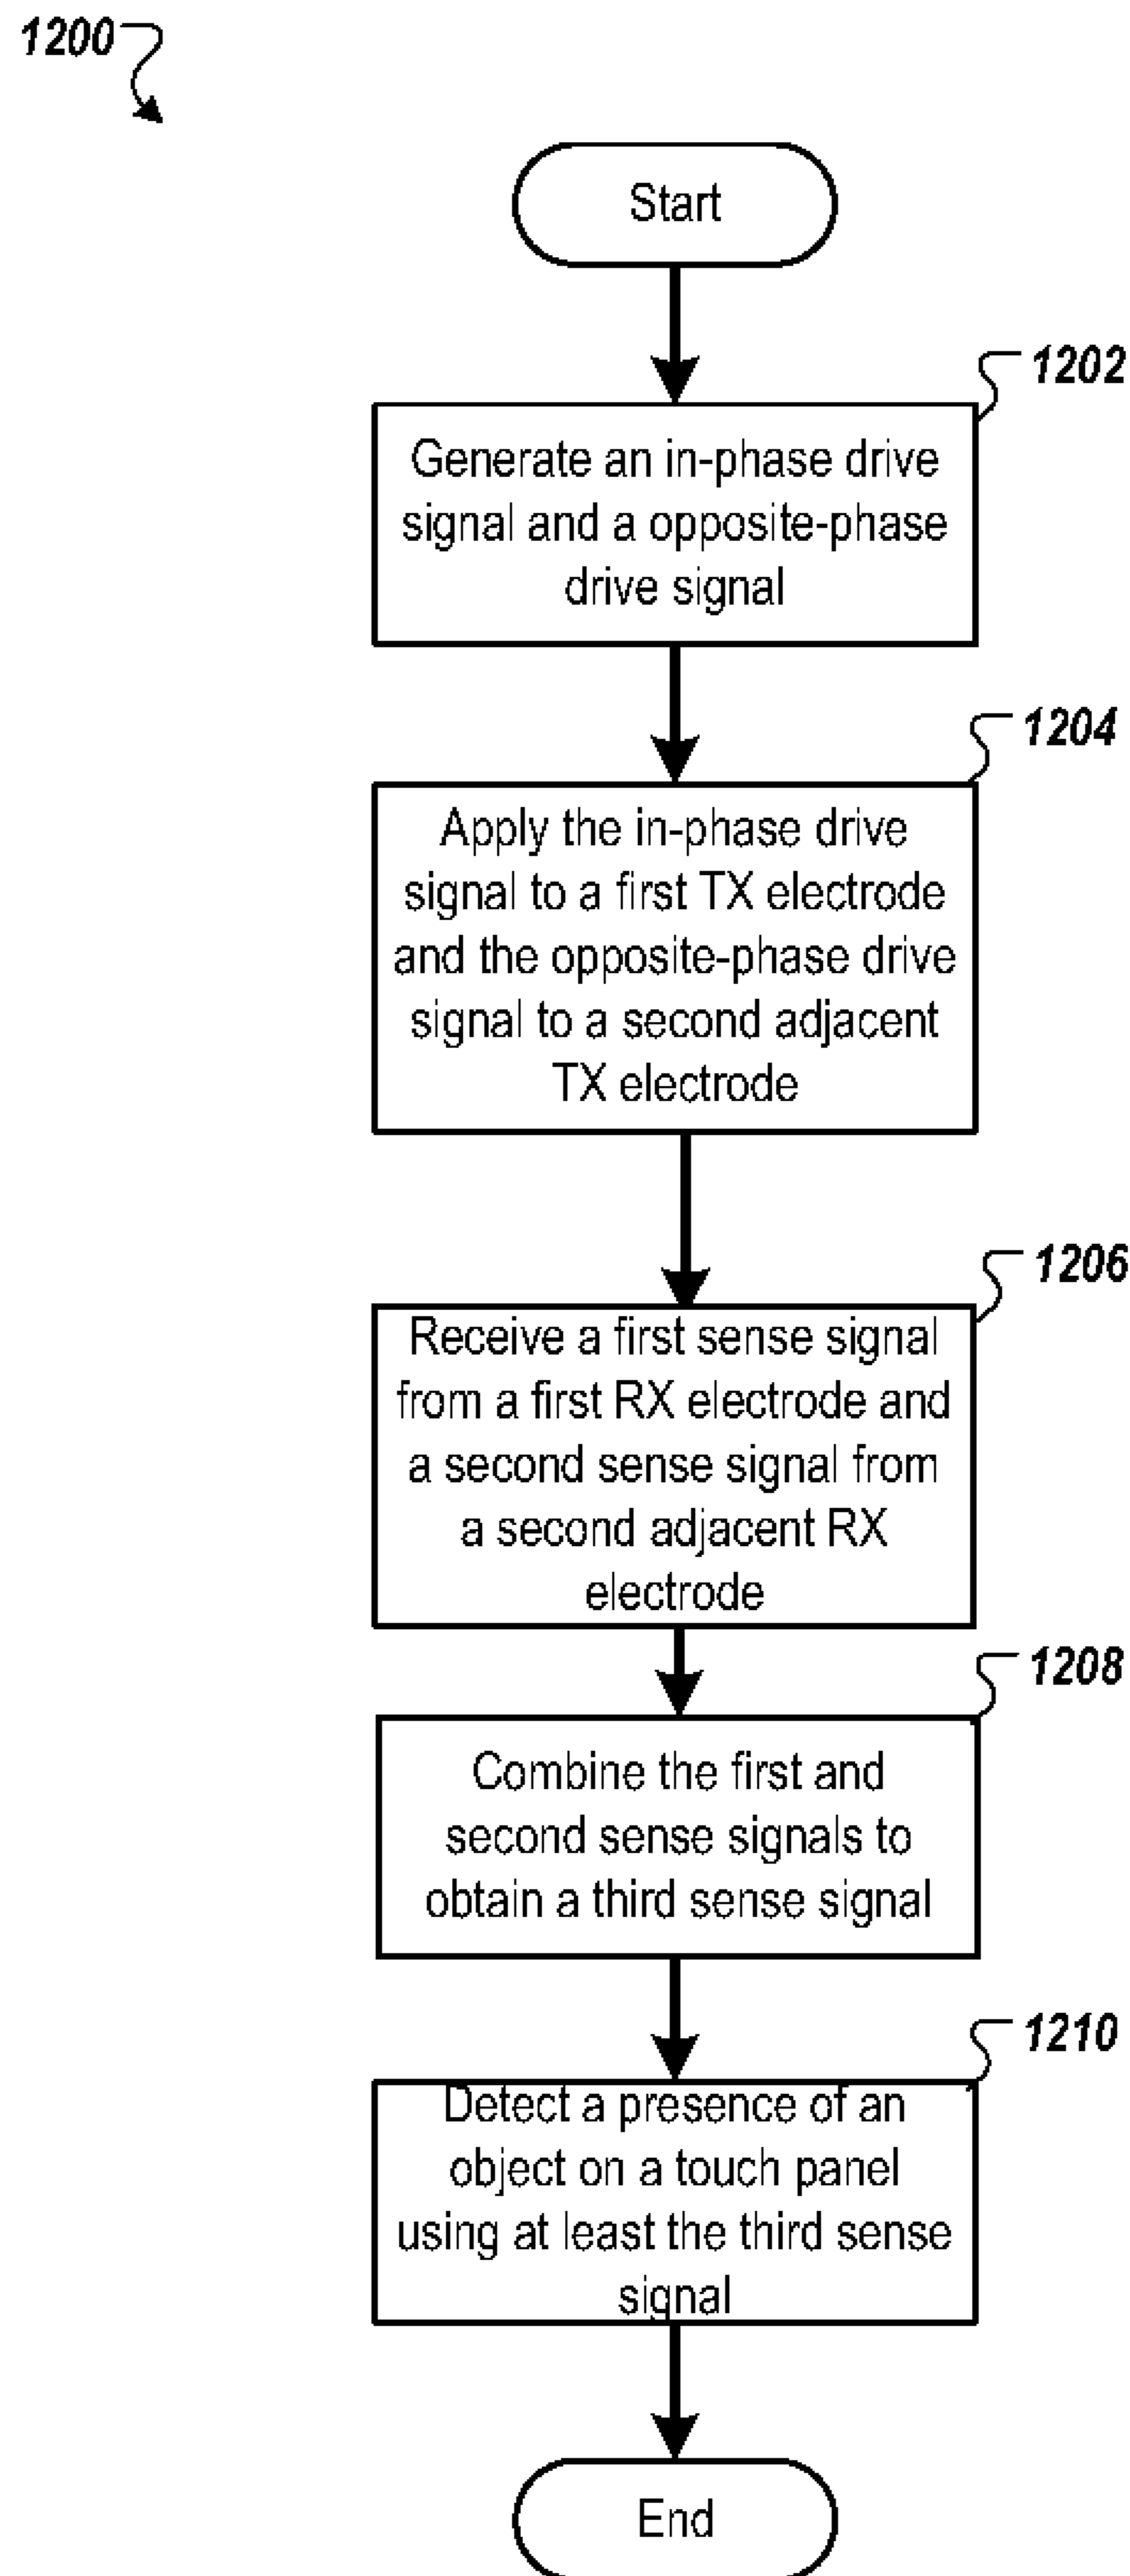 1200
Start
1202
Generate an in-phase drive
signal and a opposite-phase
drive signal
1204
Apply the in-phase drive
signal to a first TX electrode
and the opposite-phase drive
signal to a second adjacent
TX electrode
1206
Receive a first sense signal
from a first RX electrode and
a second sense signal from
a second adjacent RX
electrode
1208
Combine the first and
second sense signals to
obtain a third sense signal
1210
Detect a presence of an
object on a touch panel
using at least the third sense
signal
End